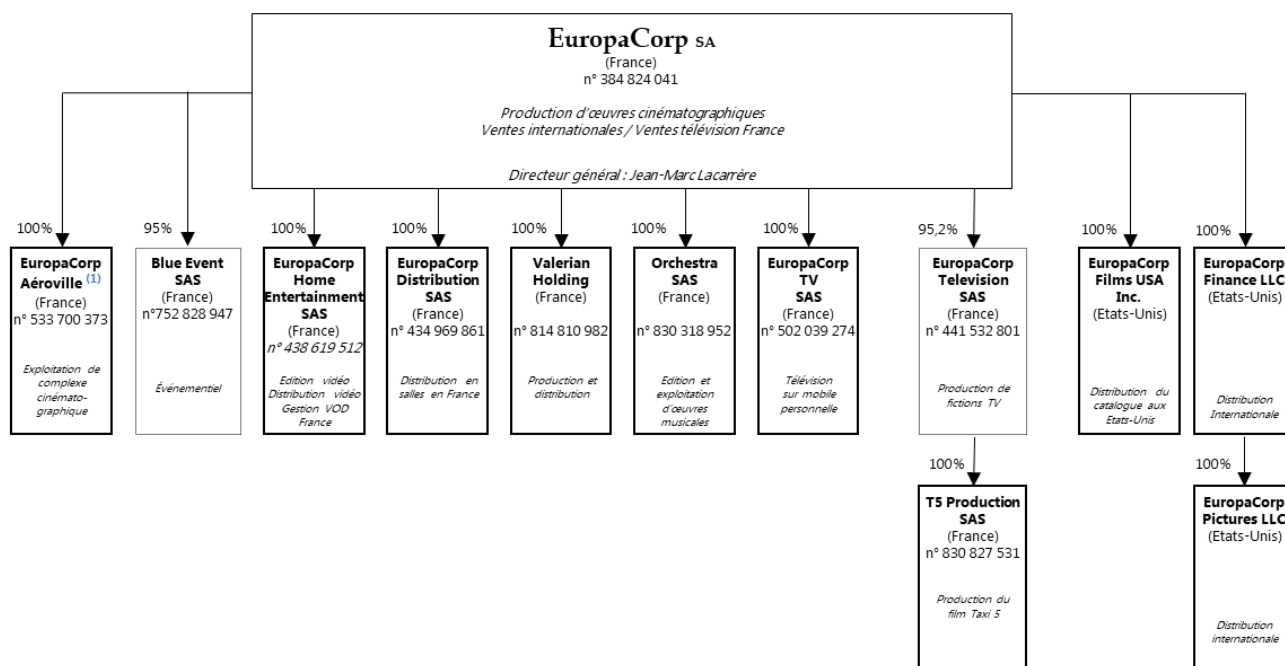 EuropaCorp SA
(France)
n° 384 824 041
Production d'œuvres cinématographiques
Ventes internationales / Ventes télévision France
Directeur général : Jean-Marc Lacarrère
100%
EuropaCorp
Aéroville (1)
(France)
n° 533 700 373
Exploitation de
complexe
cinémato-
graphique
95%
Blue Event
SAS
(France)
n°752 828 947
Événementiel
100%
EuropaCorp
Home
Entertainment
SAS
(France)
n° 438 619 512
Edition vidéo
Distribution vidéo
Gestion VOD
France
100%
EuropaCorp
Distribution
SAS
(France)
n° 434 969 861
Distribution en
salles en France
100%
Valerian
Holding
(France)
n° 814 810 982
Production et
distribution
100%
Orchestra
SAS
(France)
n° 830 318 952
Edition et
exploitation
d'œuvres
musicales
100%
EuropaCorp
TV
SAS
(France)
n° 502 039 274
Télévision
sur mobile
personnelle
95,2%
EuropaCorp
Television
SAS
(France)
n° 441 532 801
Production de
fictions TV
100%
EuropaCorp
Films USA
Inc.
(Etats-Unis)
Distribution du
catalogue aux
Etats-Unis
100%
EuropaCorp
Finance LLC
(Etats-Unis)
Distribution
Internationale
100%
T5 Production
SAS
(France)
n° 830 827 531
Production du
film Taxi 5
100%
EuropaCorp
Pictures LLC
(Etats-Unis)
Distribution
internationale